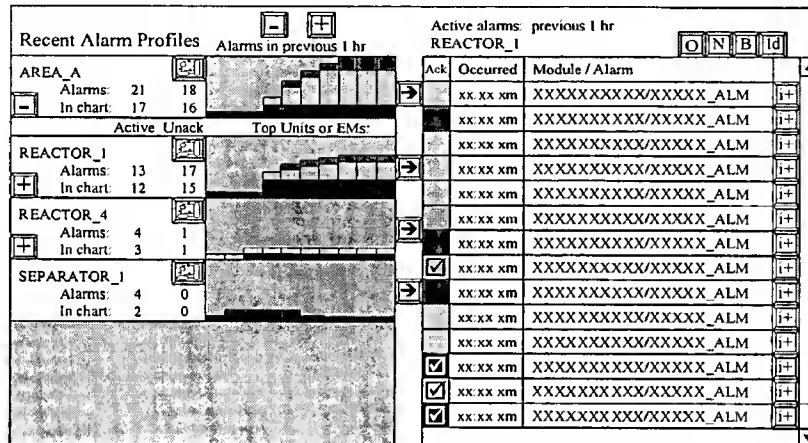 Recent Alarm Profiles
- +
Alarms in previous 1 hr
AREA_A
Alarms: 21 18
In chart: 17 16
-
Active Unack Top Units or EMs:
REACTOR_1
Alarms: 13 17
+ In chart: 12 15
REACTOR_4
Alarms: 4 1
+ In chart: 3 1
SEPARATOR_1
Alarms: 4 0
In chart: 2 0
Active alarms: previous 1 hr
REACTOR_1
O N B Id
Ack Occurred Module / Alarm
xx:xx xm XXXXXXXXXX/XXXXX_ALM i+
xx:xx xm XXXXXXXXXX/XXXXX_ALM i+
xx:xx xm XXXXXXXXXX/XXXXX_ALM i+
xx:xx xm XXXXXXXXXX/XXXXX_ALM i+
xx:xx xm XXXXXXXXXX/XXXXX_ALM i+
xx:xx xm XXXXXXXXXX/XXXXX_ALM i+
xx:xx xm XXXXXXXXXX/XXXXX_ALM i+
xx:xx xm XXXXXXXXXX/XXXXX_ALM i+
xx:xx xm XXXXXXXXXX/XXXXX_ALM i+
xx:xx xm XXXXXXXXXX/XXXXX_ALM i+
xx:xx xm XXXXXXXXXX/XXXXX_ALM i+
xx:xx xm XXXXXXXXXX/XXXXX_ALM i+
xx:xx xm XXXXXXXXXX/XXXXX_ALM i+
xx:xx xm XXXXXXXXXX/XXXXX_ALM i+